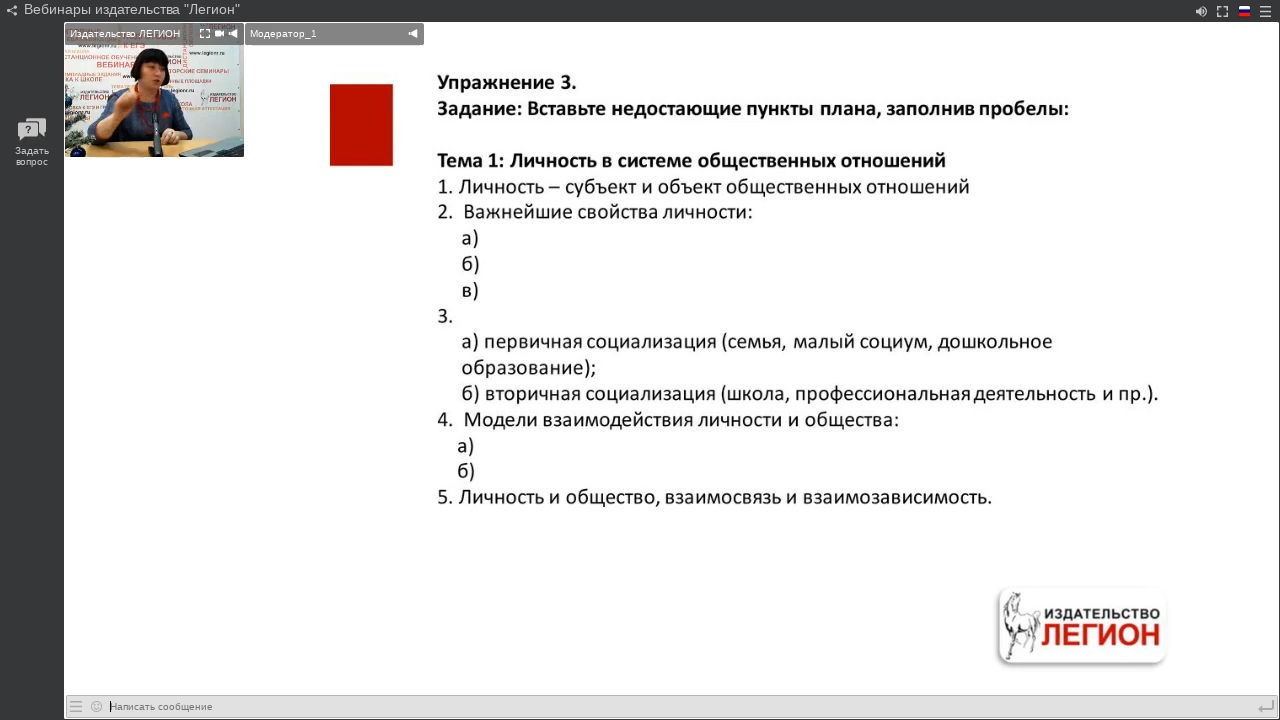 Вебинары издательства "Легион"
Издательство ЛЕГИОН
Модератор_1
Задать
вопрос
www.legionr.ru
Упражнение 3.
Задание: Вставьте недостающие пункты плана, заполнив пробелы:
Тема 1: Личность в системе общественных отношений
1. Личность – субъект и объект общественных отношений
2. Важнейшие свойства личности:
а)
б)
в)
3.
а) первичная социализация (семья, малый социум, дошкольное
образование);
б) вторичная социализация (школа, профессиональная деятельность и пр.).
4. Модели взаимодействия личности и общества:
а)
б)
5. Личность и общество, взаимосвязь и взаимозависимость.
ИЗДАТЕЛЬСТВО
ЛЕГИОН
Написать сообщение